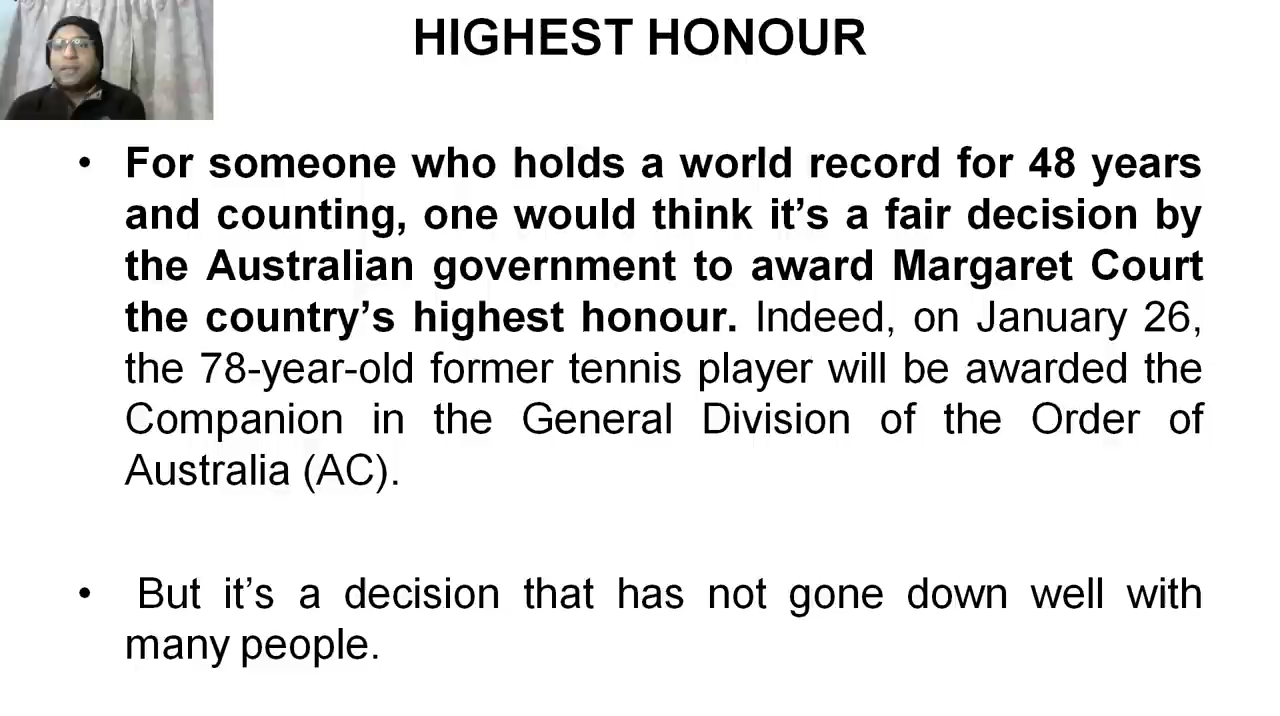 HIGHEST HONOUR
• For someone who holds a world record for 48 years
and counting, one would think it’s a fair decision by
the Australian government to award Margaret Court
the country’s highest honour. Indeed, on January 26,
the 78-year-old former tennis player will be awarded the
Companion in the General Division of the Order of
Australia (AC).
• But it’s a decision that has not gone down well with
many people.